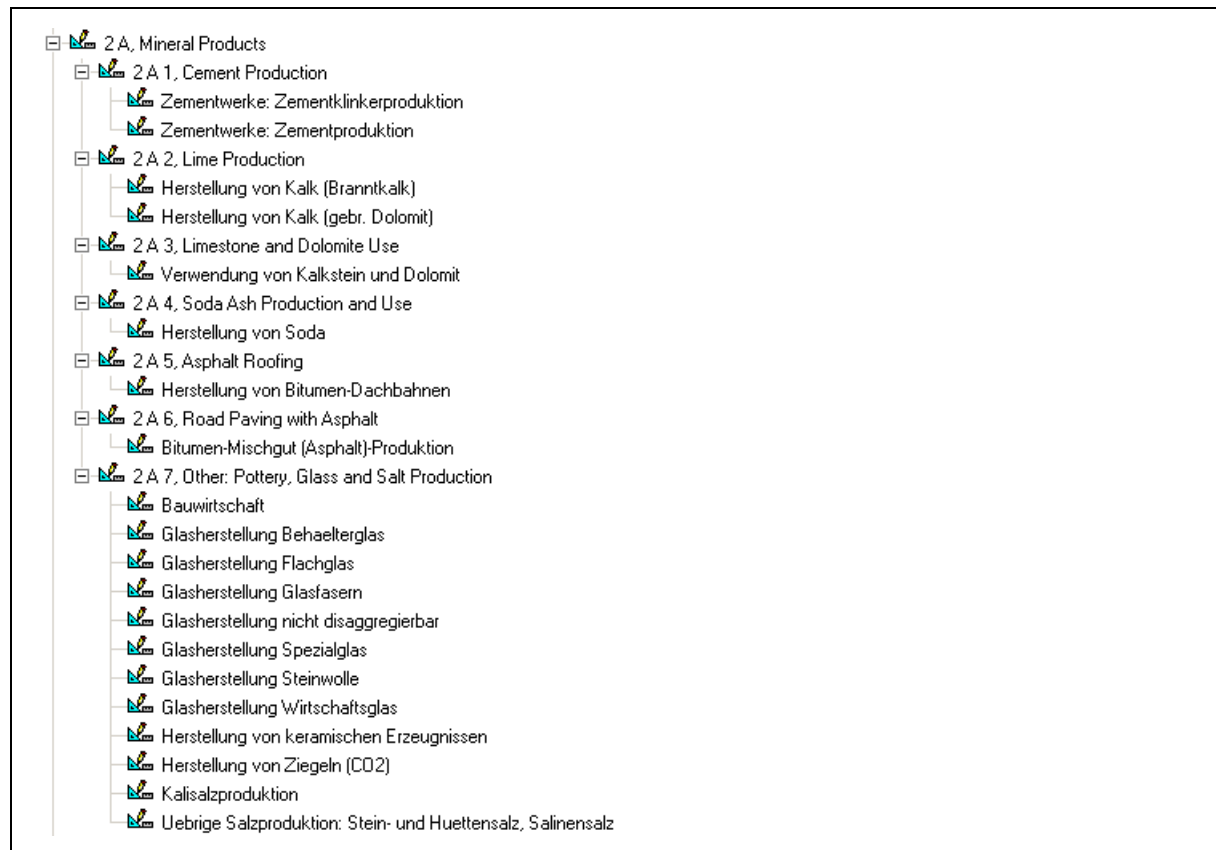 2 A, Mineral Products
2 A 1, Cement Production
Zementwerke: Zementklinkerproduktion
Zementwerke: Zementproduktion
2 A 2, Lime Production
Herstellung von Kalk (Branntkalk)
Herstellung von Kalk (gebr. Dolomit)
2 A 3, Limestone and Dolomite Use
Verwendung von Kalkstein und Dolomit
2 A 4, Soda Ash Production and Use
Herstellung von Soda
2 A 5, Asphalt Roofing
Herstellung von Bitumen-Dachbahnen
2 A 6, Road Paving with Asphalt
Bitumen-Mischgut (Asphalt)-Produktion
2 A 7, Other: Pottery, Glass and Salt Production
Bauwirtschaft
Glasherstellung Behaelterglas
Glasherstellung Flachglas
Glasherstellung Glasfasern
Glasherstellung nicht disaggregierbar
Glasherstellung Spezialglas
Glasherstellung Steinwolle
Glasherstellung Wirtschaftsglas
Herstellung von keramischen Erzeugnissen
Herstellung von Ziegeln (CO2)
Kalisalzproduktion
Uebrige Salzproduktion: Stein- und Huettensalz, Salinensalz